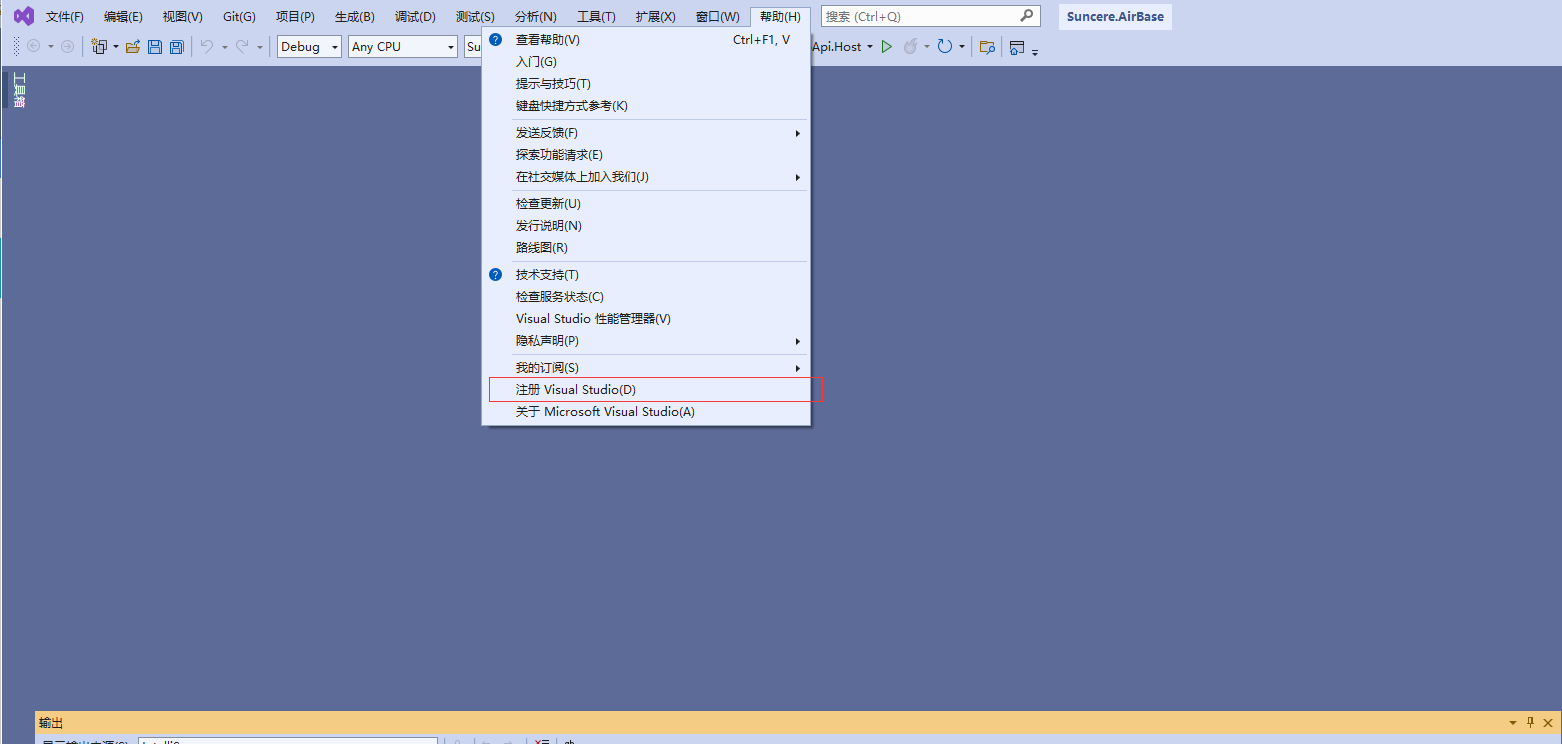 文件(F) 编辑(E) 视图(V) Git(G) 项目(P) 生成(B) 调试(D) 测试(S) 分析(N) 工具(T) 扩展(X) 窗口(W) 帮助(H) 搜索 (Ctrl+Q) Suncere.AirBase
Debug Any CPU Su Api.Host
工具箱
查看帮助(V) Ctrl+F1, V
入门(G)
提示与技巧(T)
键盘快捷方式参考(K)
发送反馈(F)
探索功能请求(E)
在社交媒体上加入我们(J)
检查更新(U)
发行说明(N)
路线图(R)
技术支持(T)
检查服务状态(C)
Visual Studio 性能管理器(V)
隐私声明(P)
我的订阅(S)
注册 Visual Studio(D)
关于 Microsoft Visual Studio(A)
输出